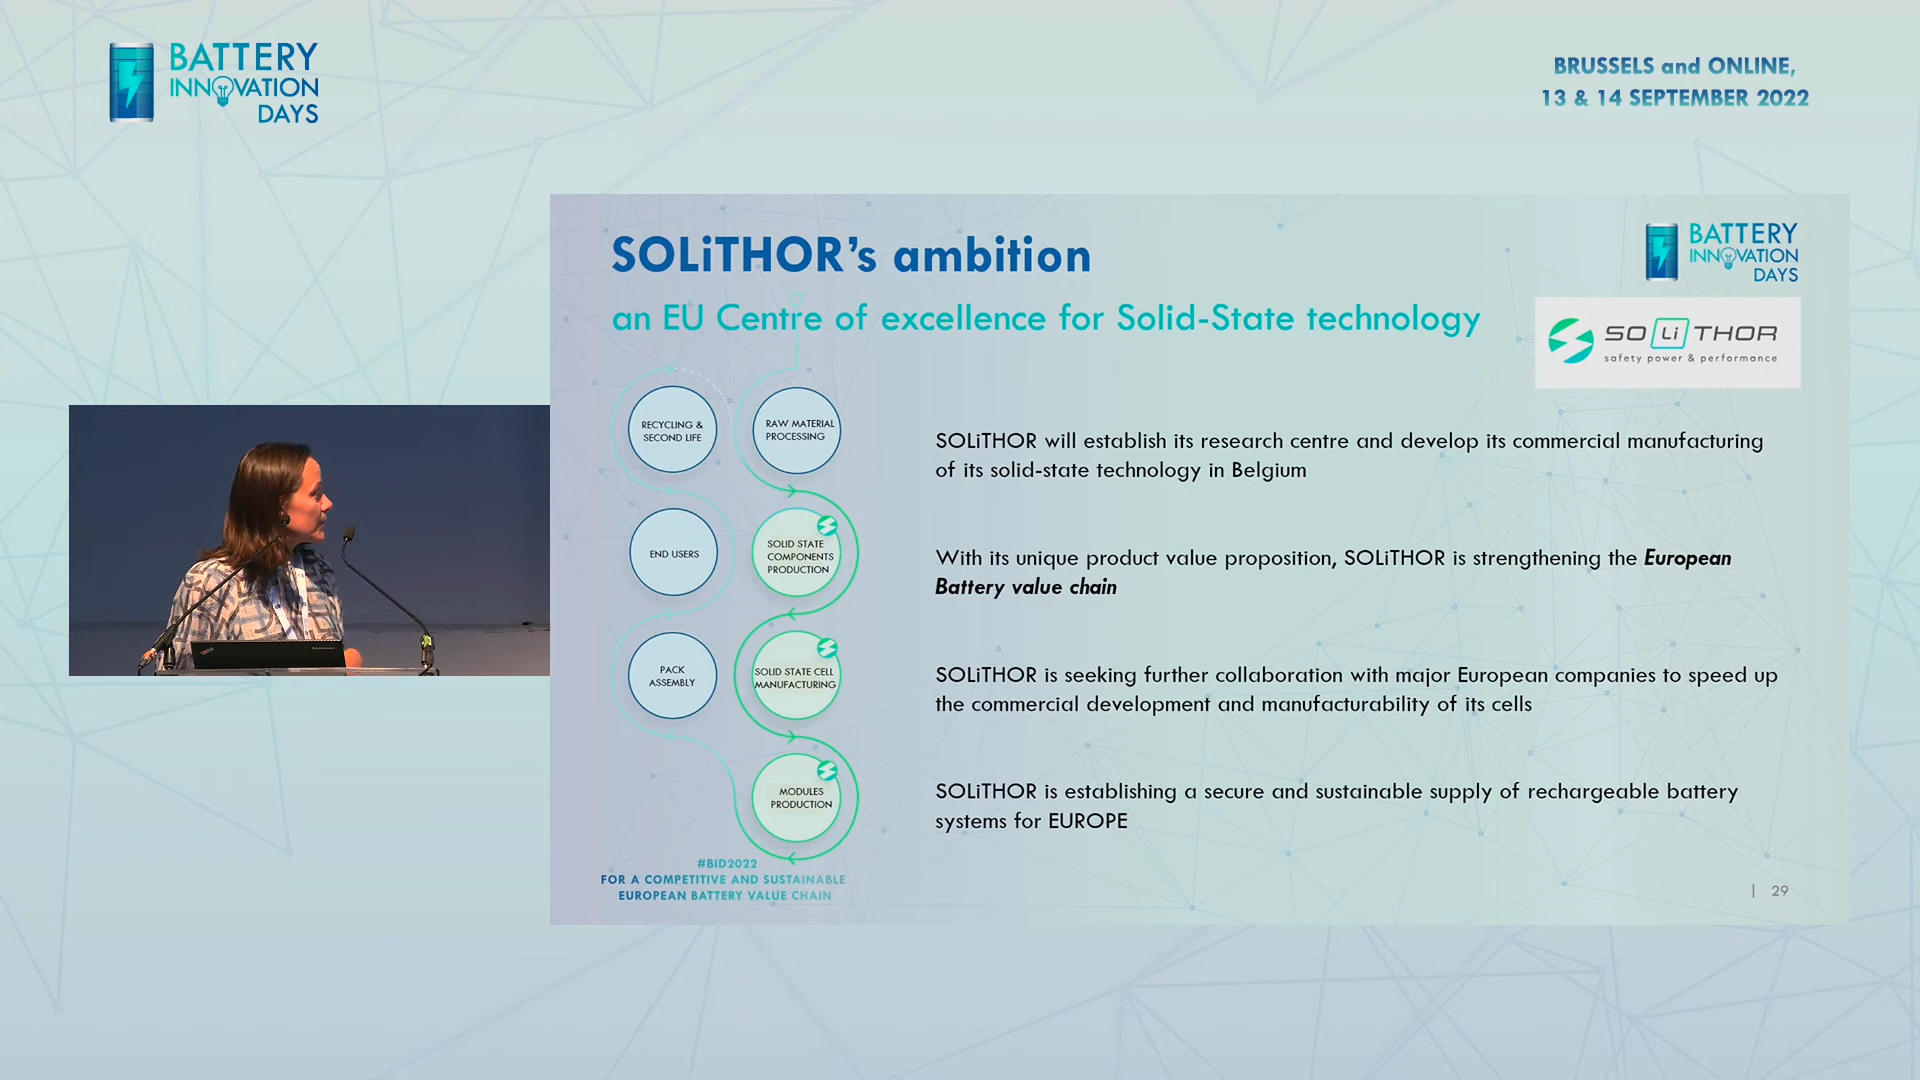 BATTERY
INNOVATION
DAYS
BRUSSELS and ONLINE,
13 & 14 SEPTEMBER 2022
SOLiTHOR’s ambition
an EU Centre of excellence for Solid-State technology
BATTERY
INNOVATION
DAYS
SOLiTHOR
safety power & performance
RECYCLING &
SECOND LIFE
RAW MATERIAL
PROCESSING
END USERS
SOLID STATE
COMPONENTS
PRODUCTION
PACK
ASSEMBLY
SOLID STATE CELL
MANUFACTURING
MODULES
PRODUCTION
SOLiTHOR will establish its research centre and develop its commercial manufacturing
of its solid-state technology in Belgium
With its unique product value proposition, SOLiTHOR is strengthening the European
Battery value chain
SOLiTHOR is seeking further collaboration with major European companies to speed up
the commercial development and manufacturability of its cells
SOLiTHOR is establishing a secure and sustainable supply of rechargeable battery
systems for EUROPE
#BID2022
FOR A COMPETITIVE AND SUSTAINABLE
EUROPEAN BATTERY VALUE CHAIN
| 29